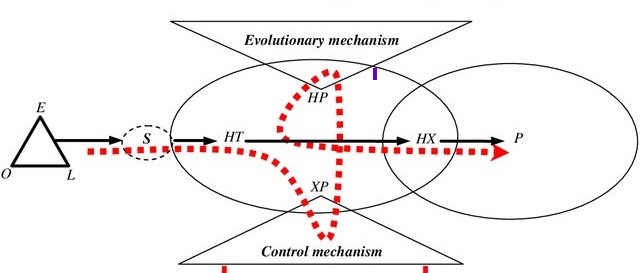 Evolutionary mechanism
HP
E
S
HT
HX
P
O
L
XP
Control mechanism